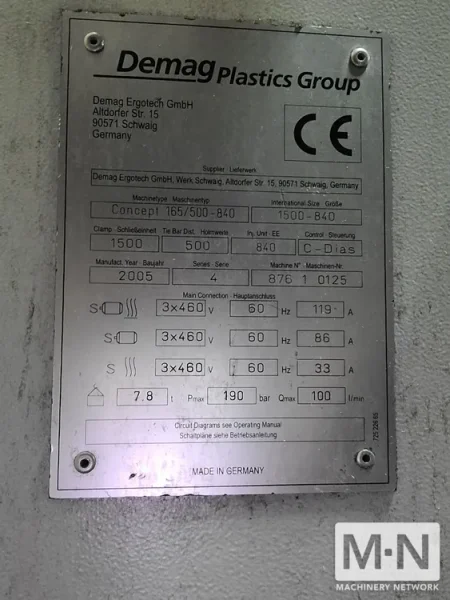 Demag Plastics Group
Demag Ergotech GmbH
Altdorfer Str. 15
90571 Schwaig
Germany
CE
Supplier - Lieferwerk
Demag Ergotech GmbH, Werk Schwaig, Altdorfer Str. 15, 90571 Schwaig, Germany
Machinetype - Maschinentyp International Size - Größe
Concept 165/500-840 1500-840
Clamp - Schließeinheit Tie Bar Dist. - Holmweite Inj. Unit - EE Control - Steuerung
1500 500 840 C-Dias
Manufact. Year - Baujahr Series - Serie Machine N° - Maschinen-Nr.
2005 4 876 1 0125
Main Connection - Hauptanschluss
S 3x460 V 60 Hz 119 A
S 3x460 V 60 Hz 86 A
S 3x460 V 60 Hz 33 A
7.8 t Pmax 190 bar Qmax 100 l/min
Circuit Diagrams see Operating Manual
Schaltpläne siehe Betriebsanleitung
MADE IN GERMANY
M·N
MACHINERY NETWORK